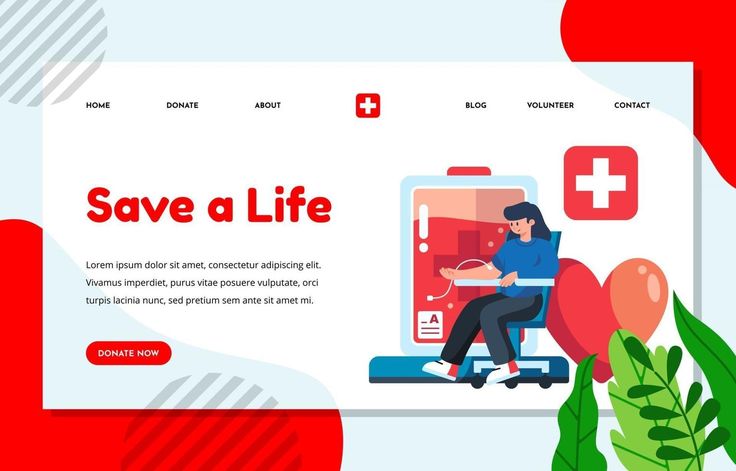 HOME DONATE ABOUT BLOG VOLUNTEER CONTACT
Save a Life
Lorem ipsum dolor sit amet, consectetur adipiscing elit.
Vivamus imperdiet, purus vitae posuere vulputate, orci
turpis lacinia nunc, sed pretium sem ante sit amet mi.
DONATE NOW
A